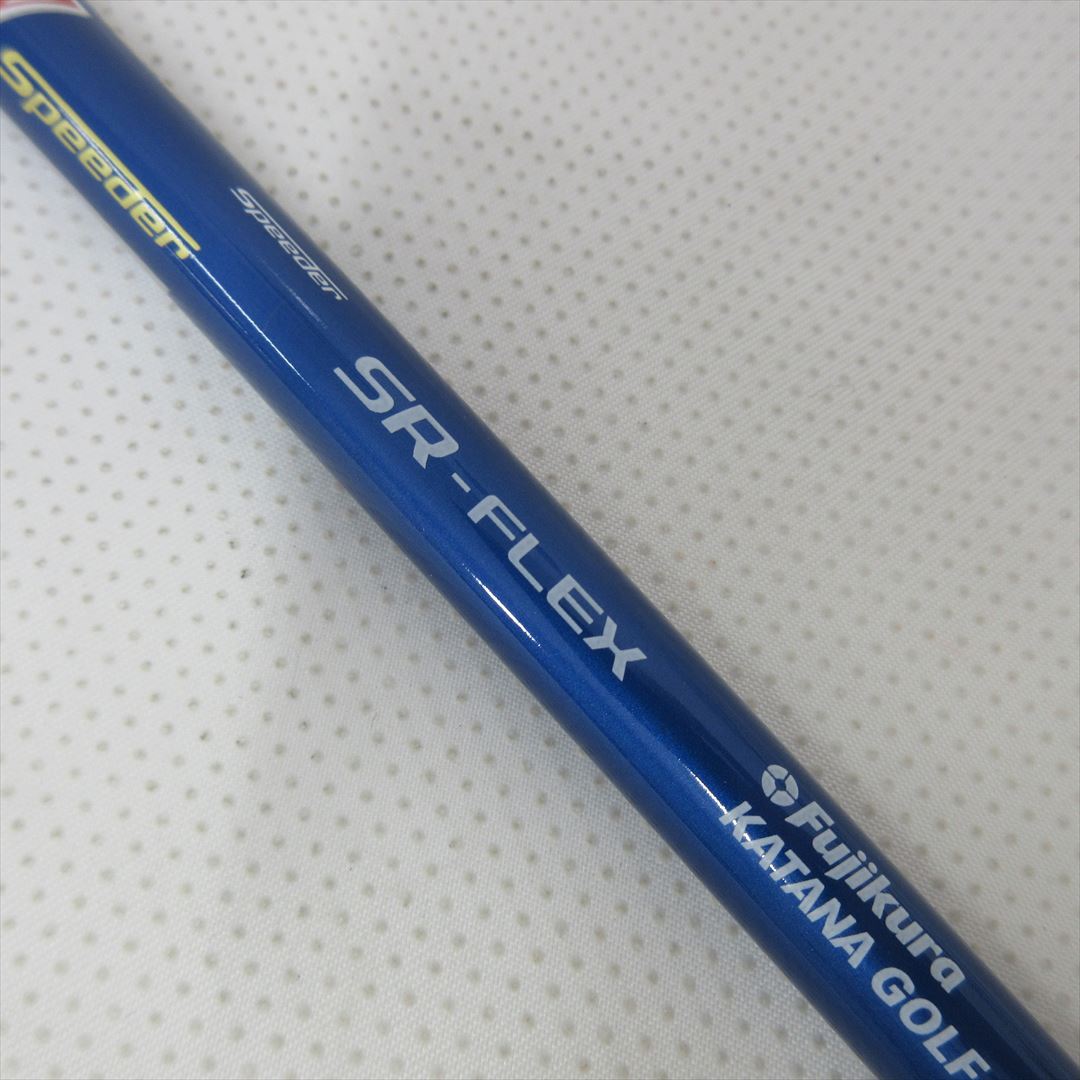 Speeder
Speeder
SR-FLEX
Fujikura
KATANA GOLF